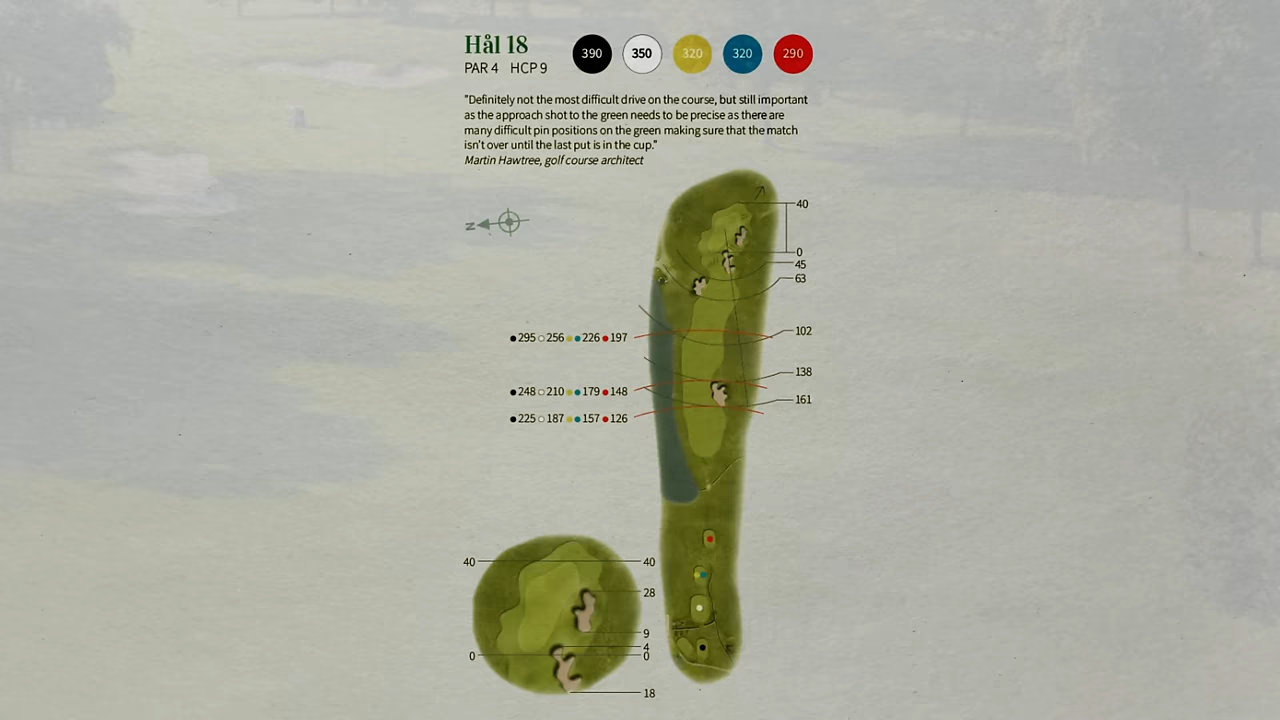 Hål 18
PAR 4 HCP 9
390 350 320 320 290
"Definitely not the most difficult drive on the course, but still important
as the approach shot to the green needs to be precise as there are
many difficult pin positions on the green making sure that the match
isn't over until the last put is in the cup."
Martin Hawtree, golf course architect
N
40
0
45
63
102
295 256 226 197
138
248 210 179 148
161
225 187 157 126
40 40
28
9
4
0 0
18